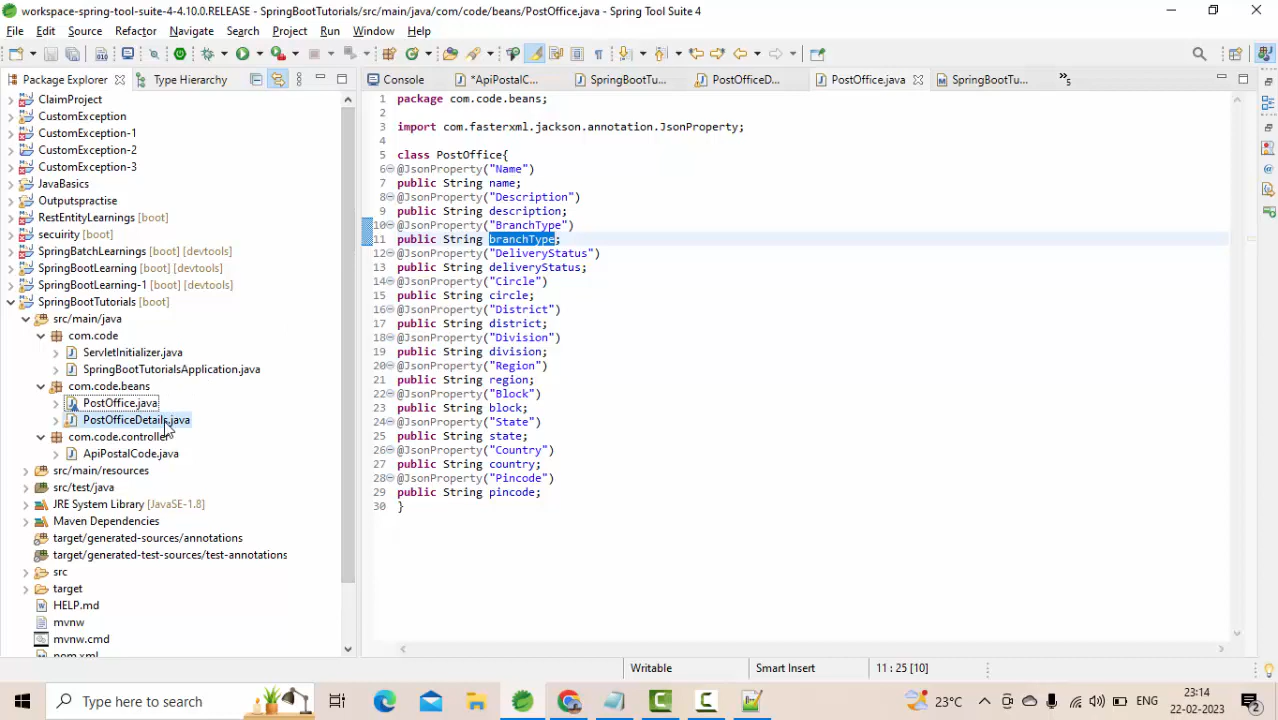 workspace-spring-tool-suite-4-4.10.0.RELEASE - SpringBootTutorials/src/main/java/com/code/beans/PostOffice.java - Spring Tool Suite 4
File Edit Source Refactor Navigate Search Project Run Window Help
Package Explorer Type Hierarchy
Console *ApiPostalC... SpringBootTu... PostOfficeD... PostOffice.java SpringBootTu... »5
ClaimProject
CustomException
CustomException-1
CustomException-2
CustomException-3
JavaBasics
Outputspractise
RestEntityLearnings [boot]
secuirity [boot]
SpringBatchLearnings [boot] [devtools]
SpringBootLearning [boot] [devtools]
SpringBootLearning-1 [boot] [devtools]
SpringBootTutorials [boot]
src/main/java
com.code
ServletInitializer.java
SpringBootTutorialsApplication.java
com.code.beans
PostOffice.java
PostOfficeDetails.java
com.code.controller
ApiPostalCode.java
src/main/resources
src/test/java
JRE System Library [JavaSE-1.8]
Maven Dependencies
target/generated-sources/annotations
target/generated-test-sources/test-annotations
src
target
HELP.md
mvnw
mvnw.cmd
pom.xml
1 package com.code.beans;
2
3 import com.fasterxml.jackson.annotation.JsonProperty;
4
5 class PostOffice{
6 @JsonProperty("Name")
7 public String name;
8 @JsonProperty("Description")
9 public String description;
10 @JsonProperty("BranchType")
11 public String branchType;
12 @JsonProperty("DeliveryStatus")
13 public String deliveryStatus;
14 @JsonProperty("Circle")
15 public String circle;
16 @JsonProperty("District")
17 public String district;
18 @JsonProperty("Division")
19 public String division;
20 @JsonProperty("Region")
21 public String region;
22 @JsonProperty("Block")
23 public String block;
24 @JsonProperty("State")
25 public String state;
26 @JsonProperty("Country")
27 public String country;
28 @JsonProperty("Pincode")
29 public String pincode;
30 }
Writable Smart Insert 11 : 25 [10]
Type here to search
23°C ENG
23:14
22-02-2023
2